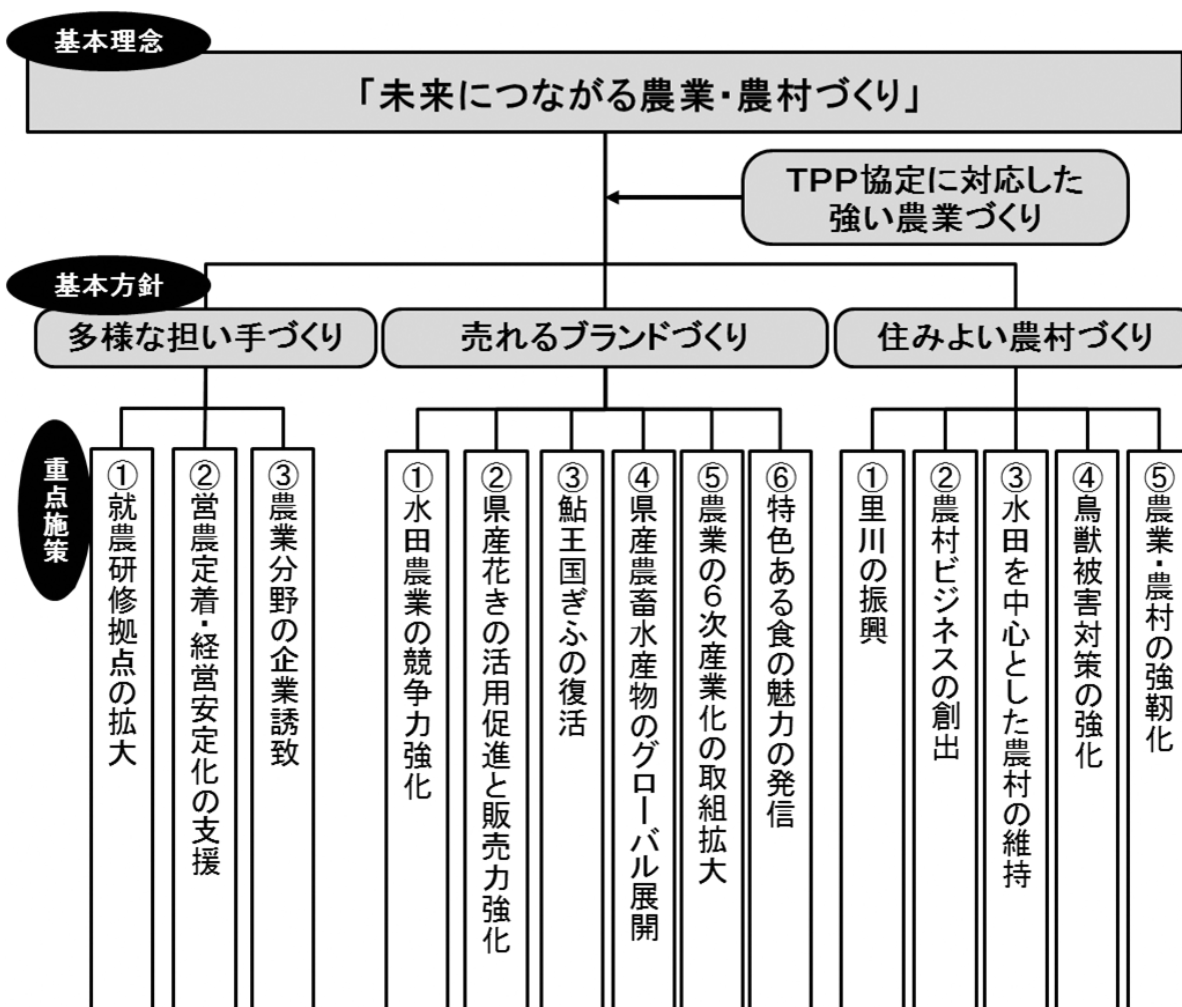 基本理念
「未来につながる農業・農村づくり」
TPP協定に対応した
強い農業づくり
基本方針
多様な担い手づくり
売れるブランドづくり
住みよい農村づくり
重点施策
①就農研修拠点の拡大
②営農定着・経営安定化の支援
③農業分野の企業誘致
①水田農業の競争力強化
②県産花きの活用促進と販売力強化
③鮎王国ぎふの復活
④県産農畜水産物のグローバル展開
⑤農業の6次産業化の取組拡大
⑥特色ある食の魅力の発信
①里川の振興
②農村ビジネスの創出
③水田を中心とした農村の維持
④鳥獣被害対策の強化
⑤農業・農村の強靭化